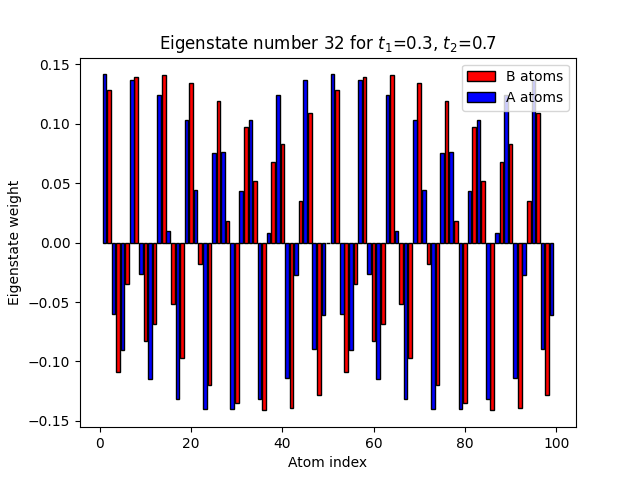 Eigenstate number 32 for t₁=0.3, t₂=0.7
B atoms
A atoms
Eigenstate weight
0.15
0.10
0.05
0.00
−0.05
−0.10
−0.15
0 20 40 60 80 100
Atom index